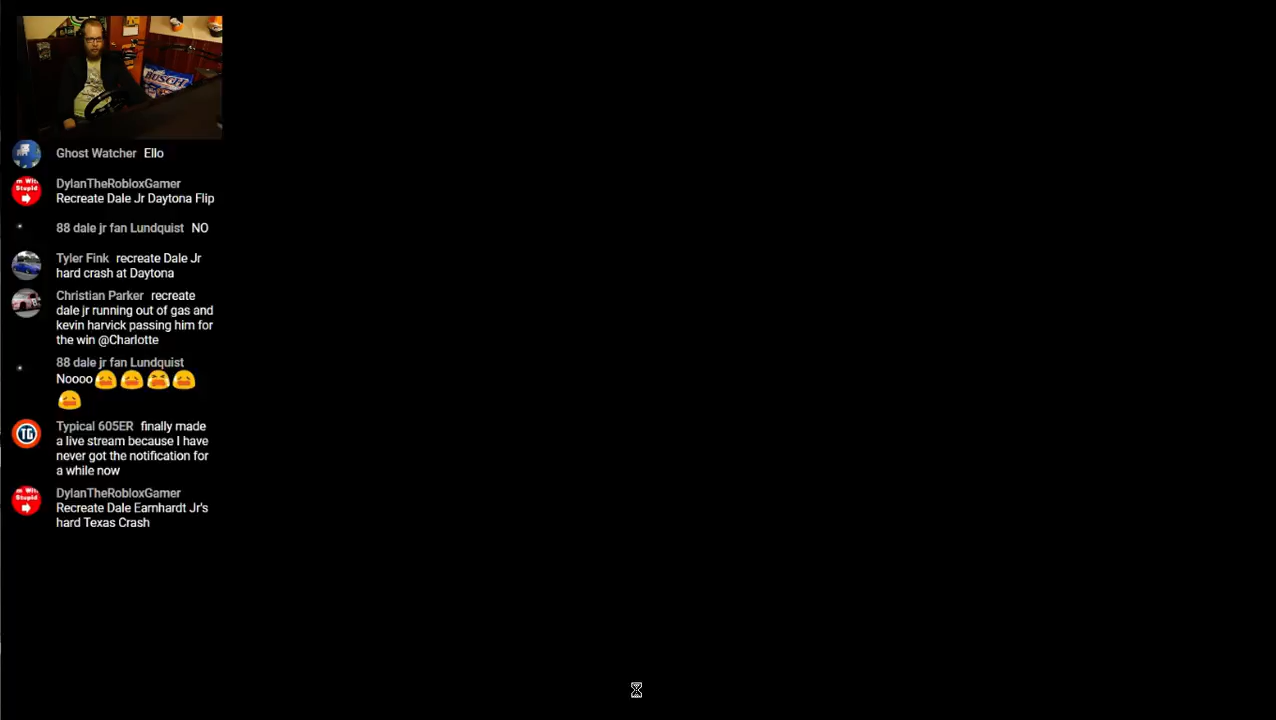 BUSCH
Ghost Watcher Ello
DylanTheRobloxGamer
Recreate Dale Jr Daytona Flip
88 dale jr fan Lundquist NO
Tyler Fink recreate Dale Jr
hard crash at Daytona
Christian Parker recreate
dale jr running out of gas and
kevin harvick passing him for
the win @Charlotte
88 dale jr fan Lundquist
Noooo
Typical 605ER finally made
a live stream because I have
never got the notification for
a while now
TG
DylanTheRobloxGamer
Recreate Dale Earnhardt Jr's
hard Texas Crash